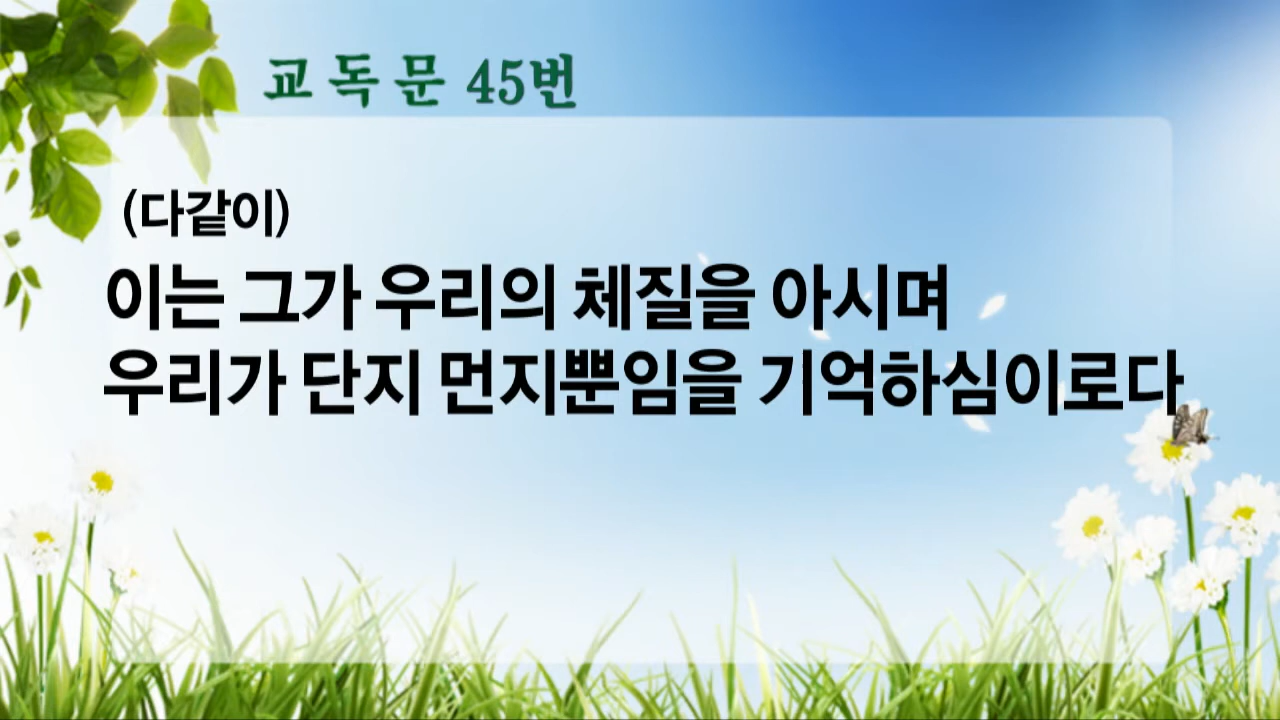 교 독 문 45번
(다같이)
이는 그가 우리의 체질을 아시며
우리가 단지 먼지뿐임을 기억하심이로다